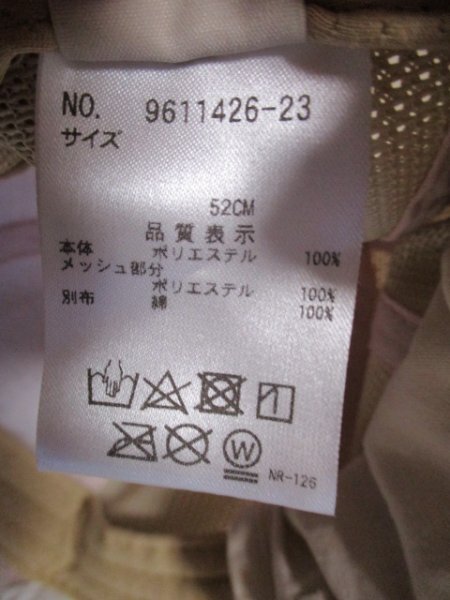 NO. 9611426-23
サイズ
52CM
品質表示
本体 ポリエステル 100%
メッシュ部分
ポリエステル 100%
別布 綿 100%
W
NR-126